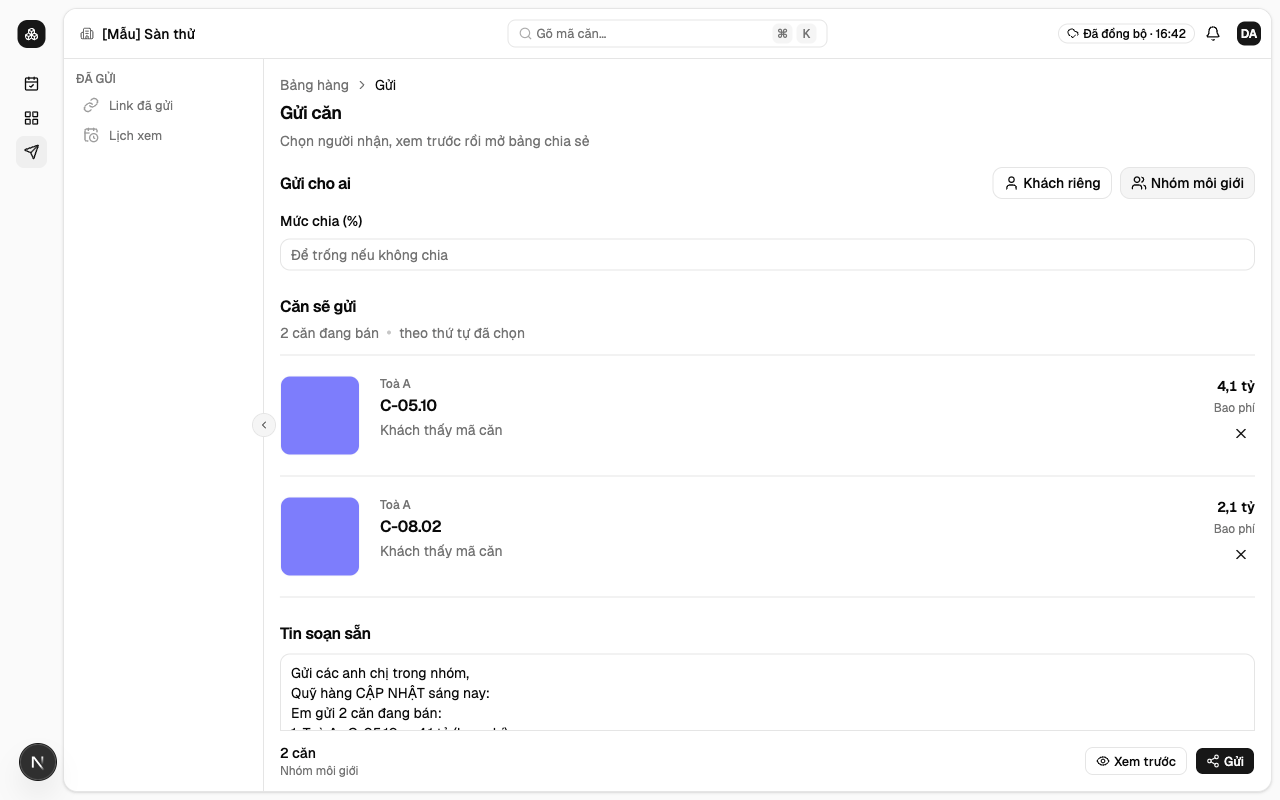 [Mẫu] Sàn thử
Gõ mã căn...
⌘ K
Đã đồng bộ · 16:42
DA
ĐÃ GỬI
Link đã gửi
Lịch xem
Bảng hàng > Gửi
Gửi căn
Chọn người nhận, xem trước rồi mở bảng chia sẻ
Gửi cho ai
Khách riêng
Nhóm môi giới
Mức chia (%)
Để trống nếu không chia
Căn sẽ gửi
2 căn đang bán • theo thứ tự đã chọn
Toà A
C-05.10
Khách thấy mã căn
4,1 tỷ
Bao phí
Toà A
C-08.02
Khách thấy mã căn
2,1 tỷ
Bao phí
Tin soạn sẵn
Gửi các anh chị trong nhóm,
Quỹ hàng CẬP NHẬT sáng nay:
Em gửi 2 căn đang bán:
2 căn
Nhóm môi giới
Xem trước
Gửi
N